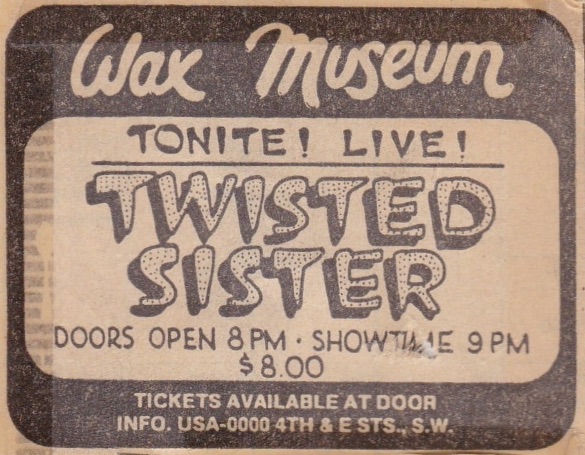 Wax Museum
TONITE! LIVE!
TWISTED
SISTER
DOORS OPEN 8 PM · SHOWTIME 9 PM
$8.00
TICKETS AVAILABLE AT DOOR
INFO. USA-0000 4TH & E STS., S.W.